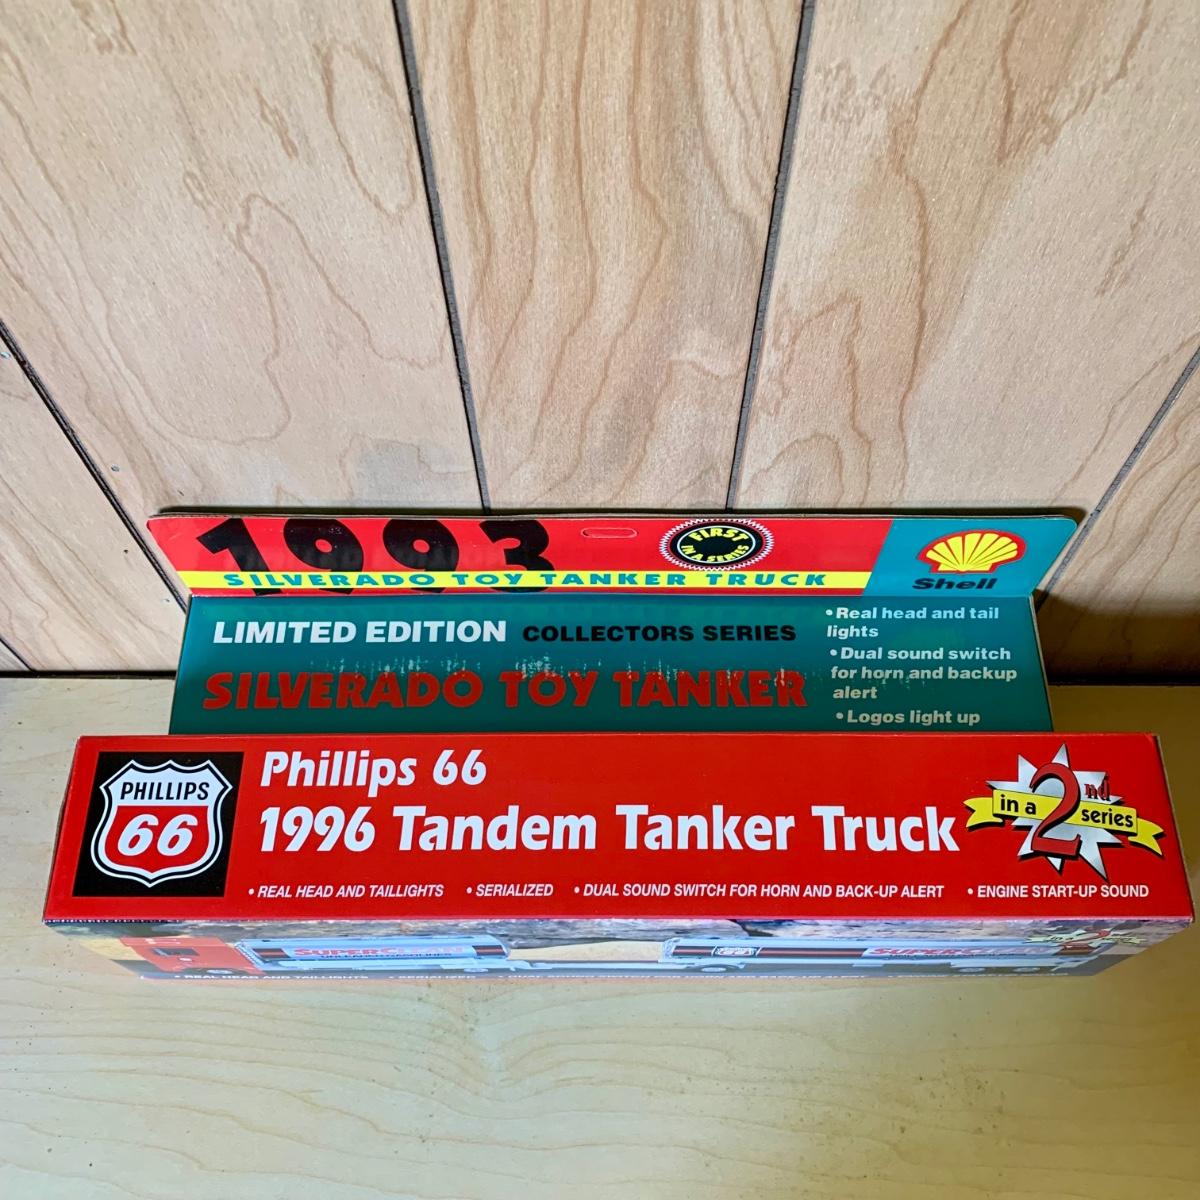 1993
FIRST
IN A SERIES
SILVERADO TOY TANKER TRUCK
Shell
LIMITED EDITION COLLECTORS SERIES
SILVERADO TOY TANKER
• Real head and tail
lights
• Dual sound switch
for horn and backup
alert
• Logos light up
PHILLIPS
66
Phillips 66
1996 Tandem Tanker Truck
2nd
in a series
• REAL HEAD AND TAILLIGHTS • SERIALIZED • DUAL SOUND SWITCH FOR HORN AND BACK-UP ALERT • ENGINE START-UP SOUND